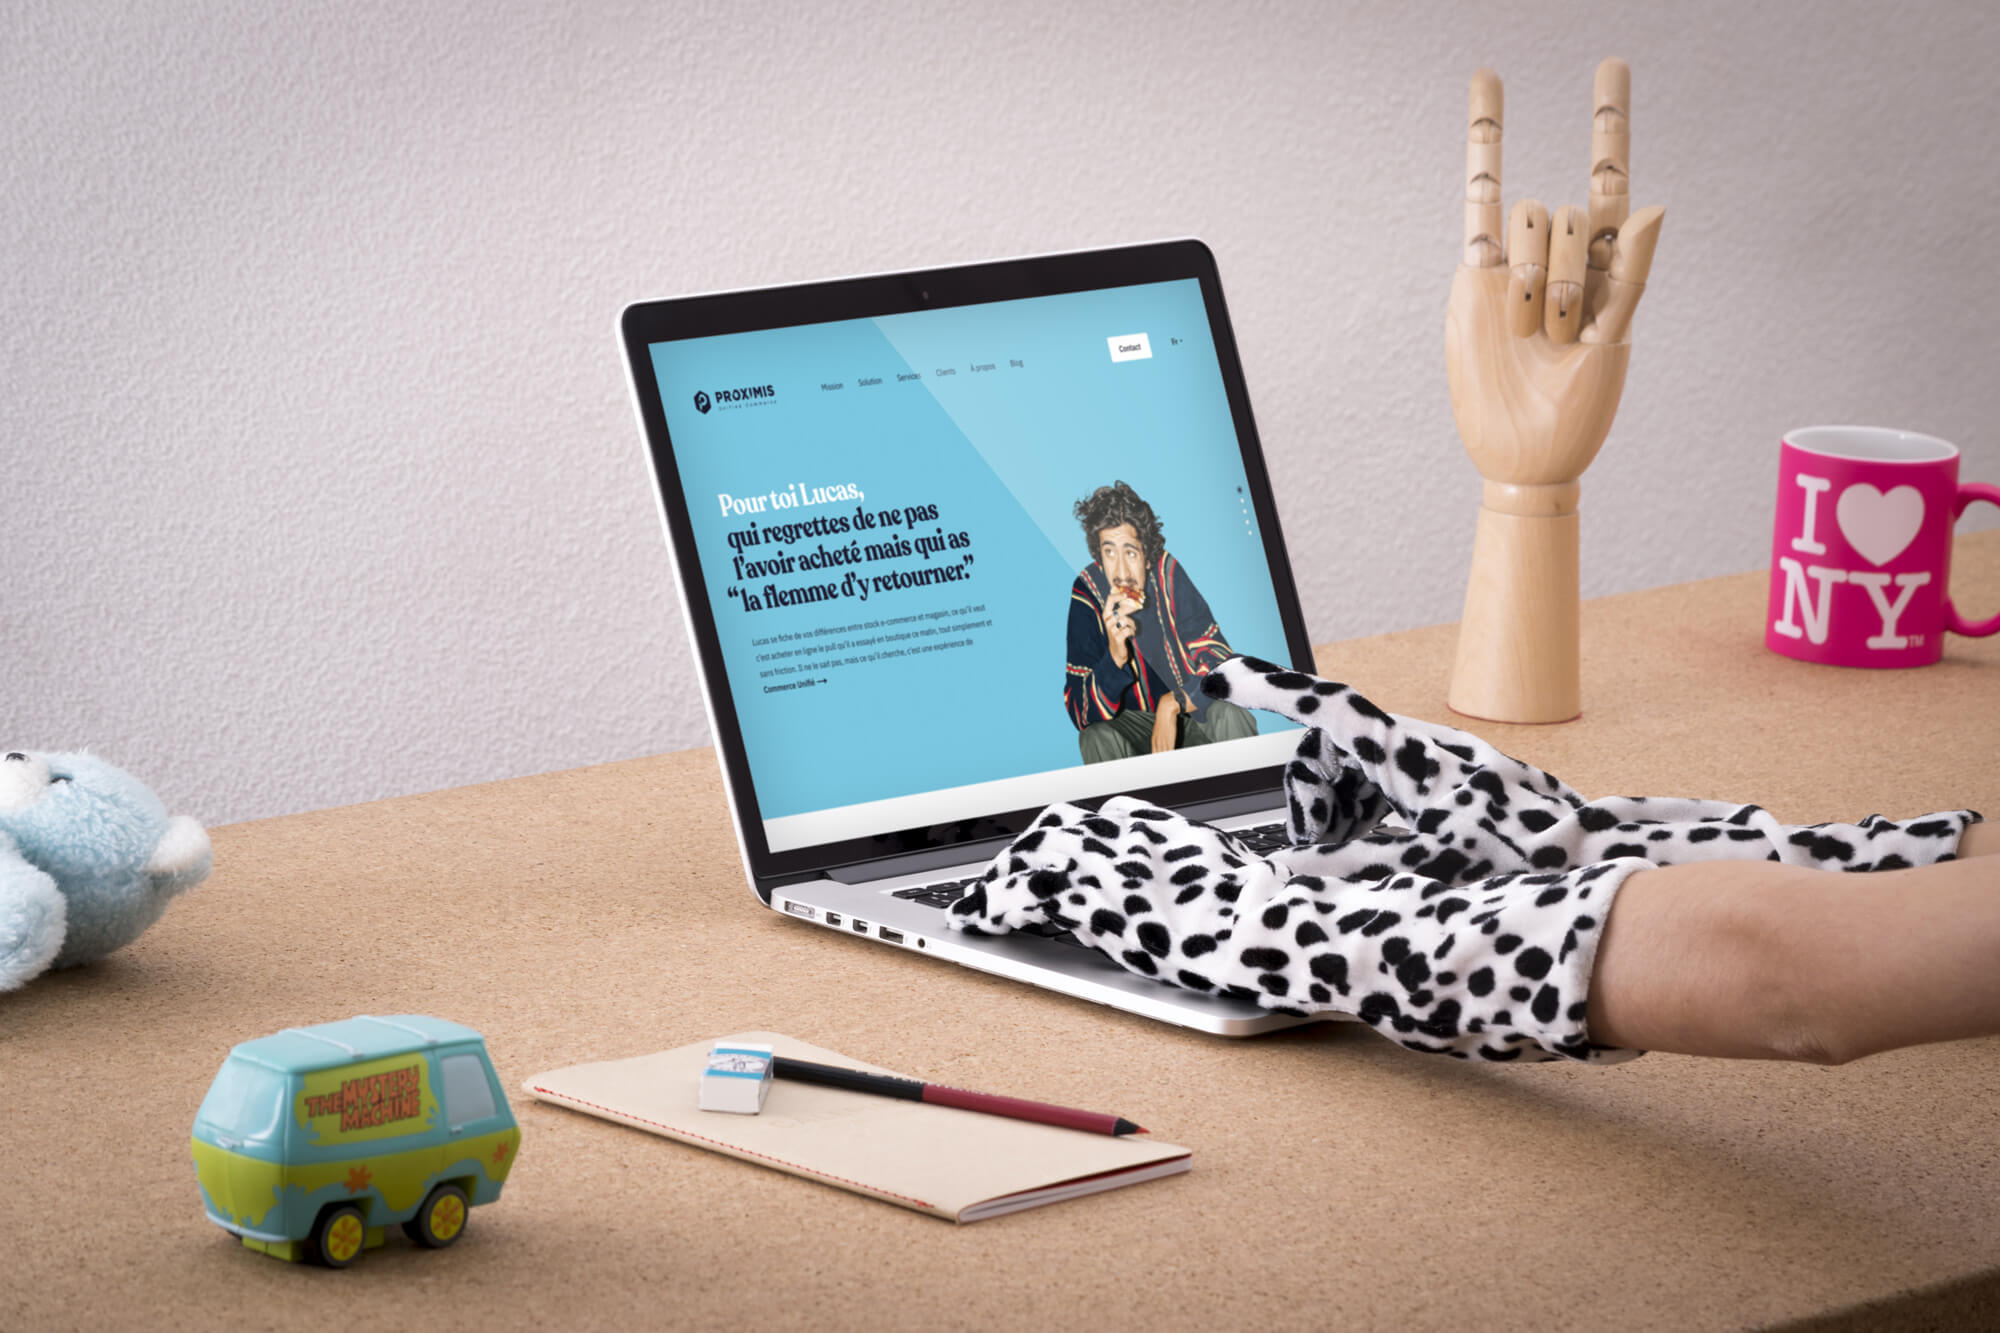 PROXIMIS
Unified Commerce
Mission Solution Services Clients À propos Blog
Contact
Fr
Pour toi Lucas,
qui regrettes de ne pas
l'avoir acheté mais qui as
“la flemme d'y retourner.”
Lucas se fiche de vos différences entre stock e-commerce et magasin, ce qu'il veut
c'est acheter en ligne le pull qu'il a essayé en boutique ce matin, tout simplement et
sans friction. Il ne le sait pas, mais ce qu'il cherche, c'est une expérience de
Commerce Unifié →
I
NY
TM
THE MYSTERY
MACHINE